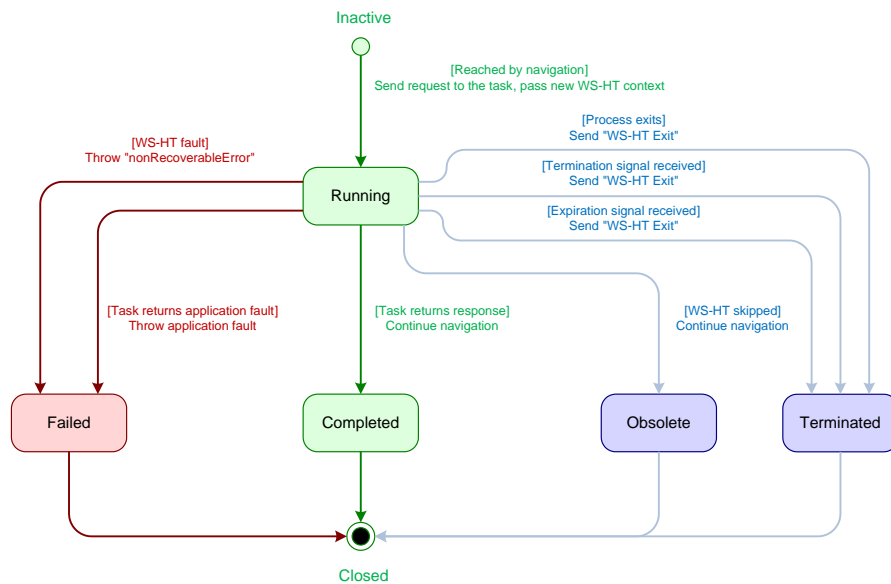 Inactive
[Reached by navigation]
Send request to the task, pass new WS-HT context
[WS-HT fault]
Throw "nonRecoverableError"
[Process exits]
Send "WS-HT Exit"
[Termination signal received]
Send "WS-HT Exit"
Running
[Expiration signal received]
Send "WS-HT Exit"
[Task returns application fault]
Throw application fault
[Task returns response]
Continue navigation
[WS-HT skipped]
Continue navigation
Failed
Completed
Obsolete
Terminated
Closed